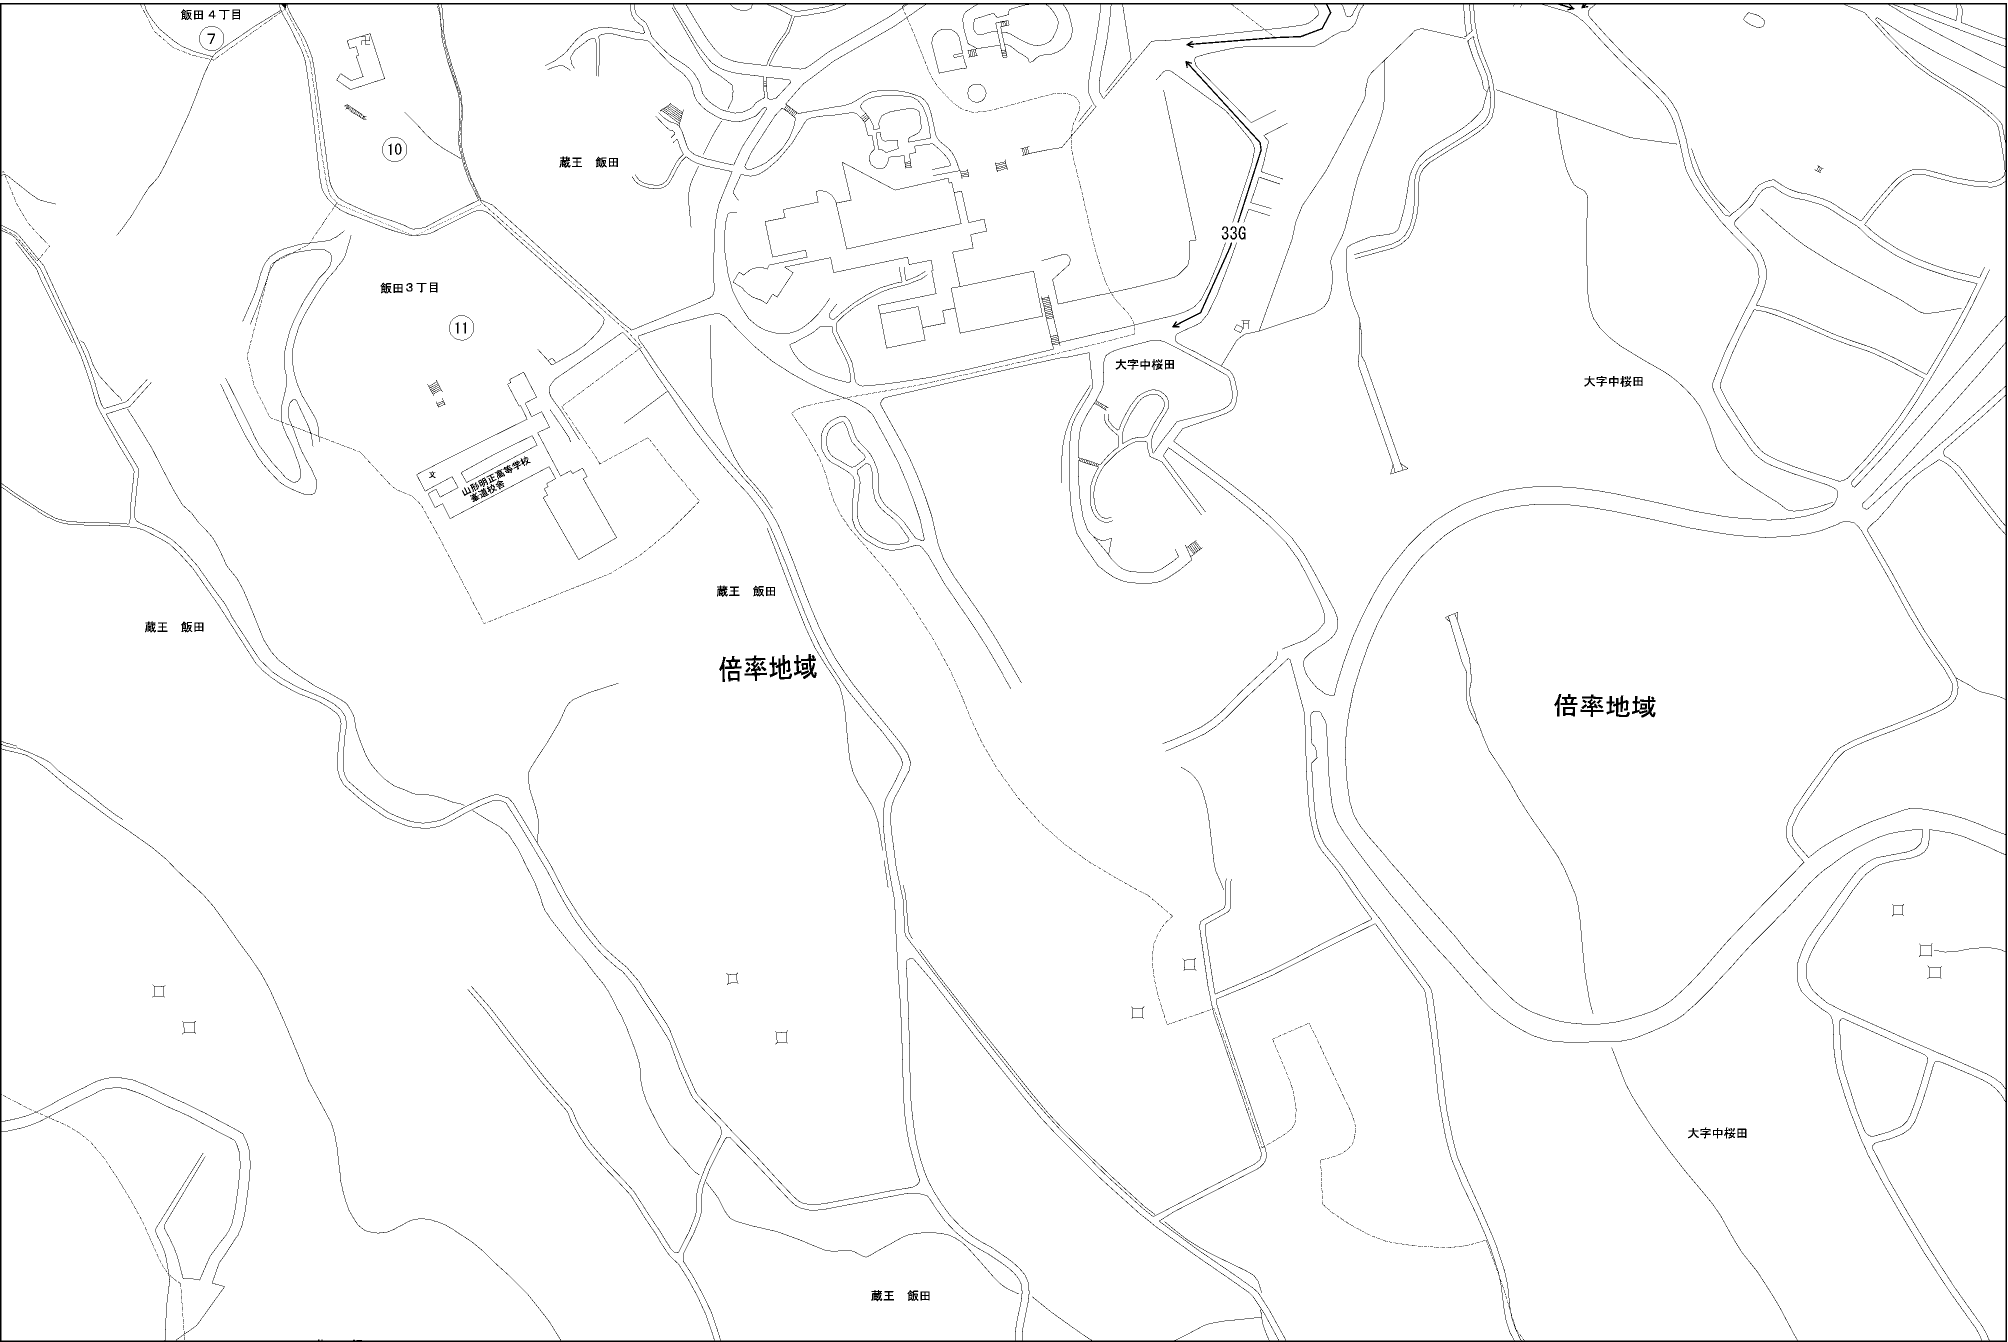 飯田４丁目
7
10
蔵王　飯田
33G
飯田３丁目
11
大字中桜田
大字中桜田
山形明正高等学校
蔵王　飯田
蔵王　飯田
倍率地域
倍率地域
大字中桜田
蔵王　飯田